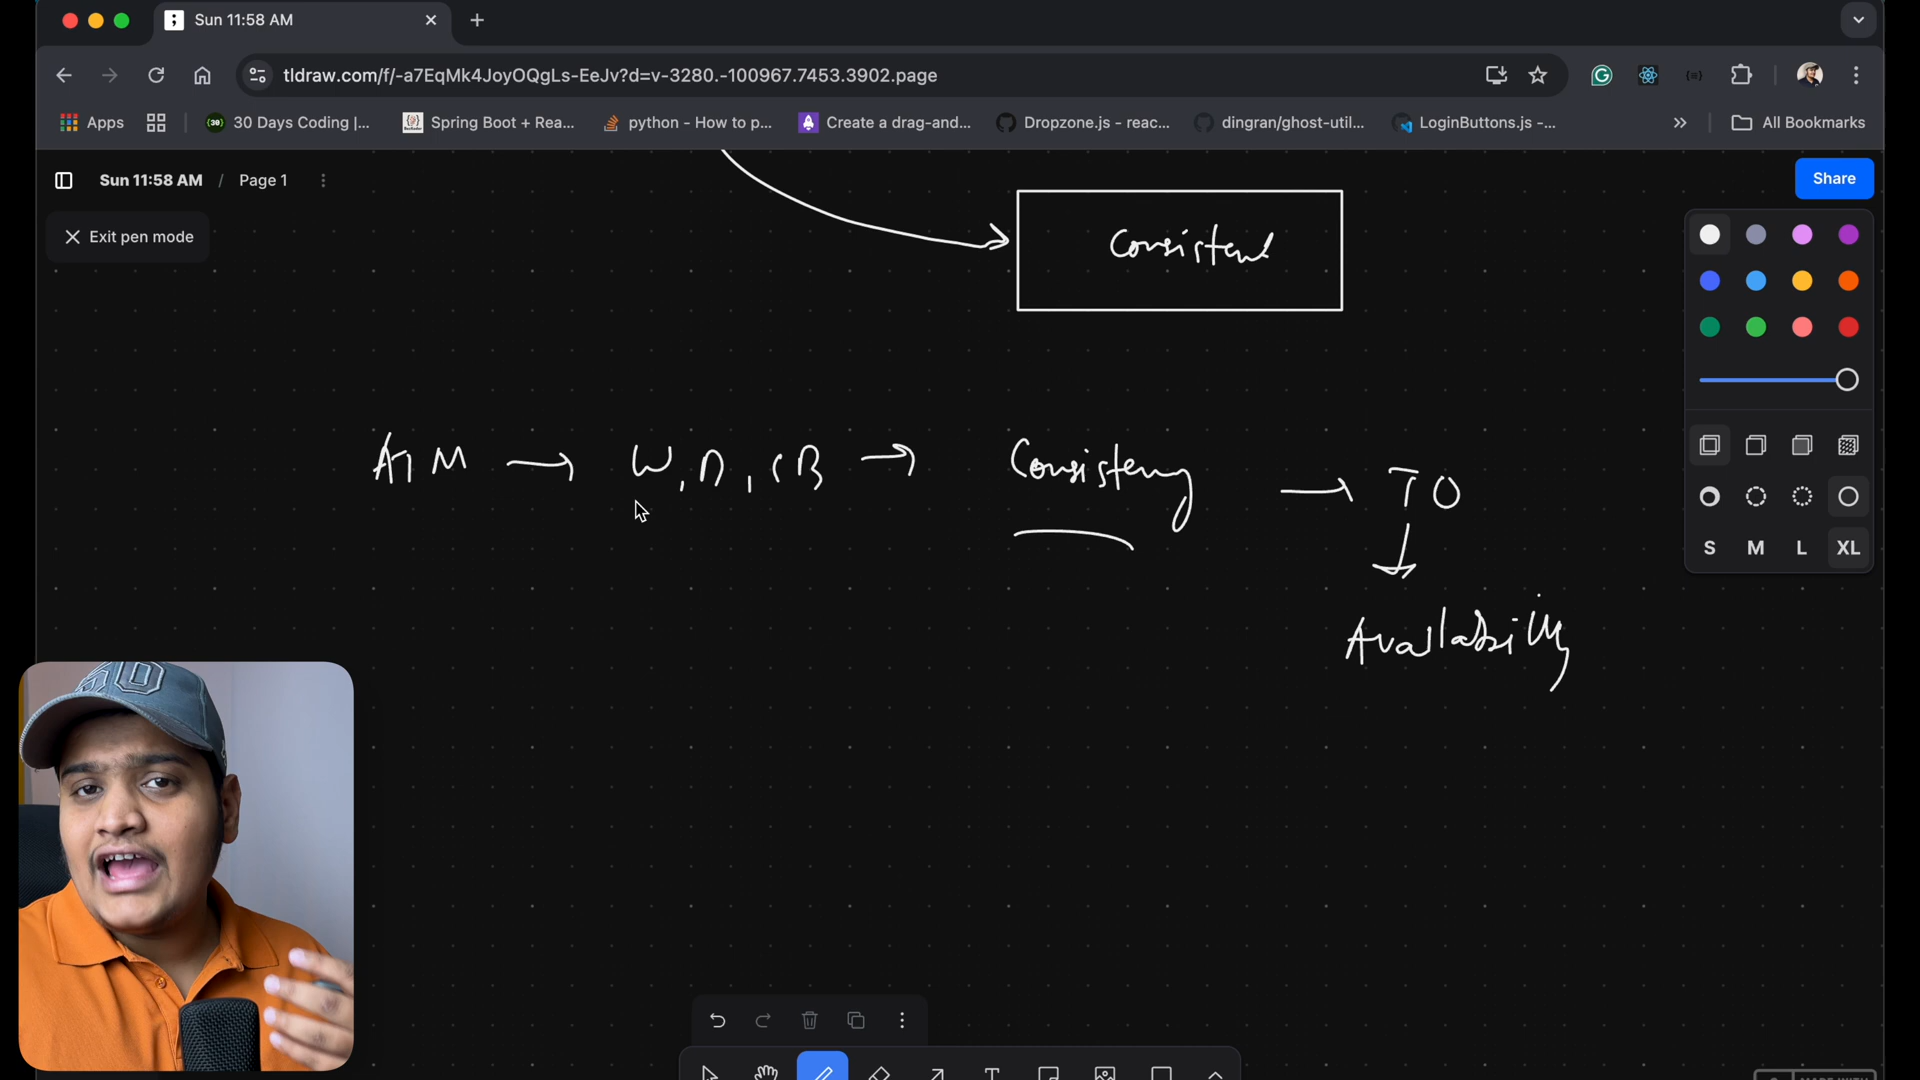 Sun 11:58 AM
tldraw.com/f/-a7EqMk4JoyOQgLs-EeJv?d=v-3280.-100967.7453.3902.page
Apps
30 Days Coding |...
Spring Boot + Rea...
python - How to p...
Create a drag-and...
Dropzone.js - reac...
dingran/ghost-util...
LoginButtons.js -...
All Bookmarks
Sun 11:58 AM / Page 1
Share
Exit pen mode
Consistent
ATM → W, D, CB → Consistency → TO
Availability
S M L XL